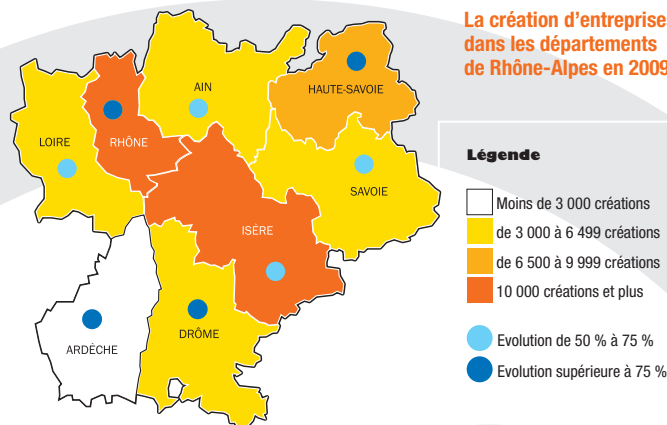 La création d'entreprise
dans les départements
de Rhône-Alpes en 2009
AIN
HAUTE-SAVOIE
LOIRE
RHÔNE
SAVOIE
ISÈRE
DRÔME
ARDÈCHE
Légende
Moins de 3 000 créations
de 3 000 à 6 499 créations
de 6 500 à 9 999 créations
10 000 créations et plus
Evolution de 50 % à 75 %
Evolution supérieure à 75 %